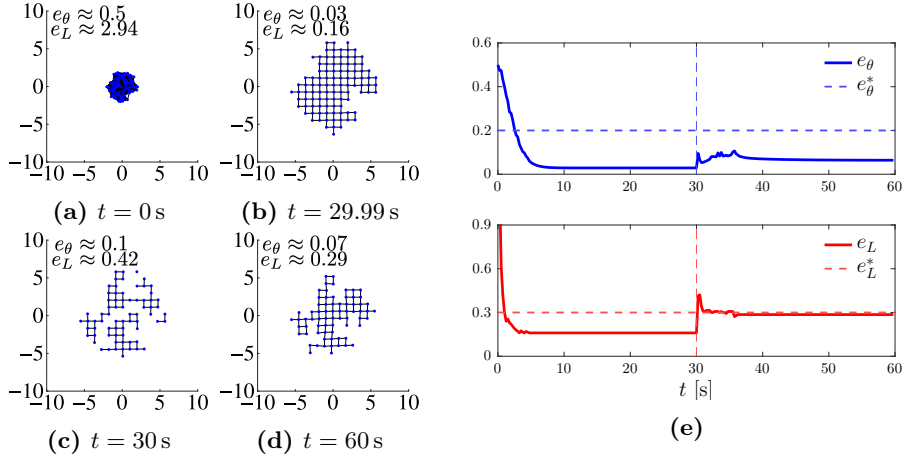 e_θ ≈ 0.5
e_L ≈ 2.94
10
5
0
−5
−10
−10 −5 0 5 10
(a) t = 0 s
e_θ ≈ 0.03
e_L ≈ 0.16
10
5
0
−5
−10
−10 −5 0 5 10
(b) t = 29.99 s
e_θ ≈ 0.1
e_L ≈ 0.42
10
5
0
−5
−10
−10 −5 0 5 10
(c) t = 30 s
e_θ ≈ 0.07
e_L ≈ 0.29
10
5
0
−5
−10
−10 −5 0 5 10
(d) t = 60 s
0.6
0.4
0.2
0
0 10 20 30 40 50 60
e_θ
e_θ^*
0.9
0.6
0.3
0
0 10 20 30 40 50 60
e_L
e_L^*
t [s]
(e)